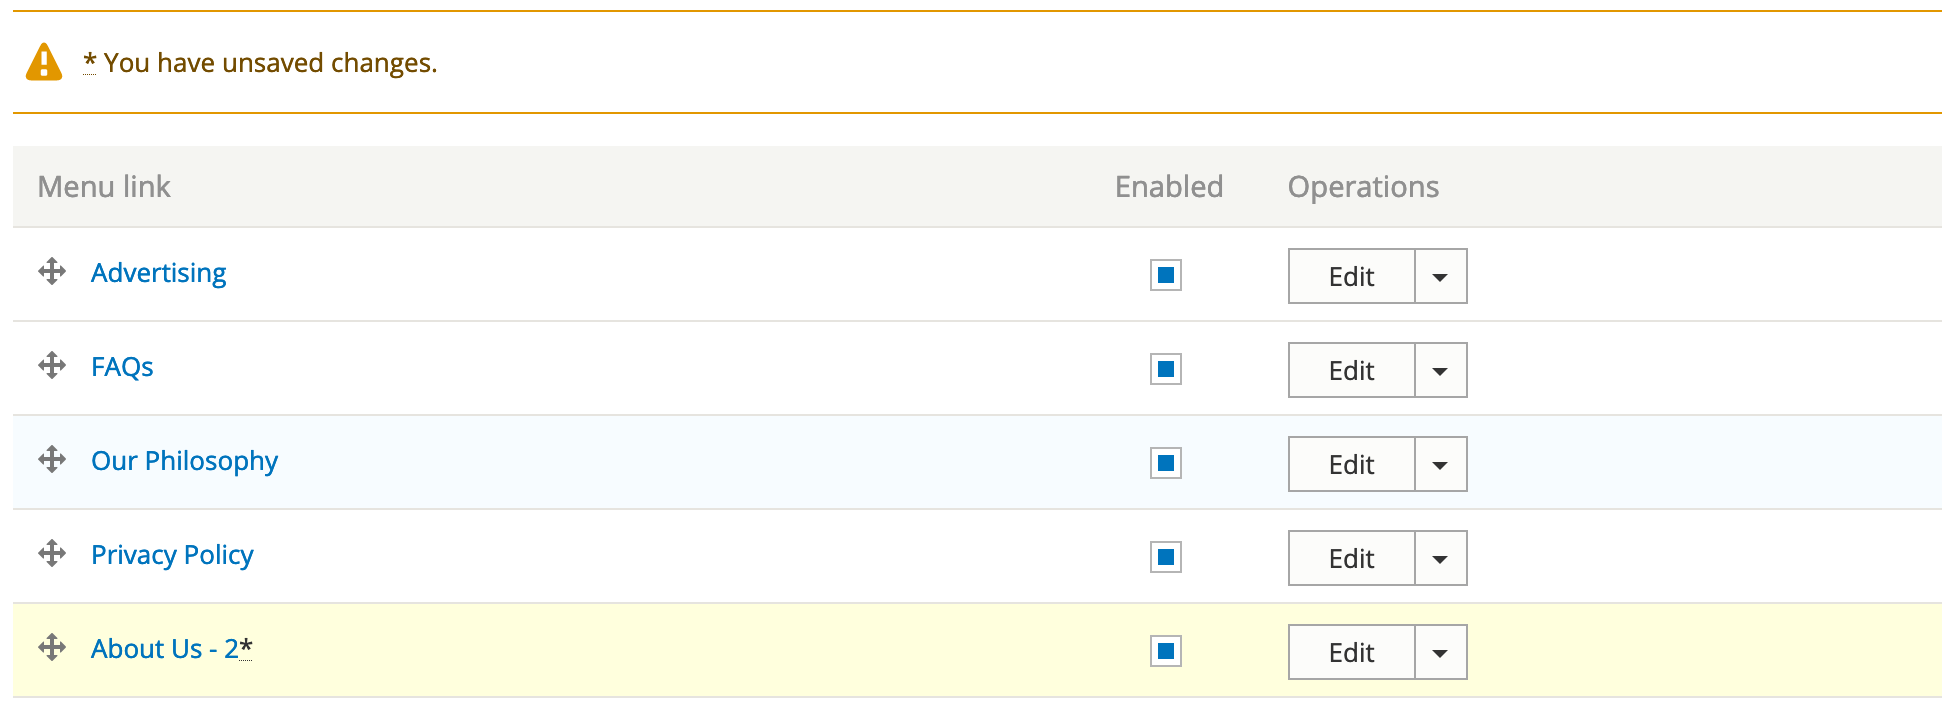 * You have unsaved changes.
Menu link Enabled Operations
Advertising Edit
FAQs Edit
Our Philosophy Edit
Privacy Policy Edit
About Us - 2* Edit